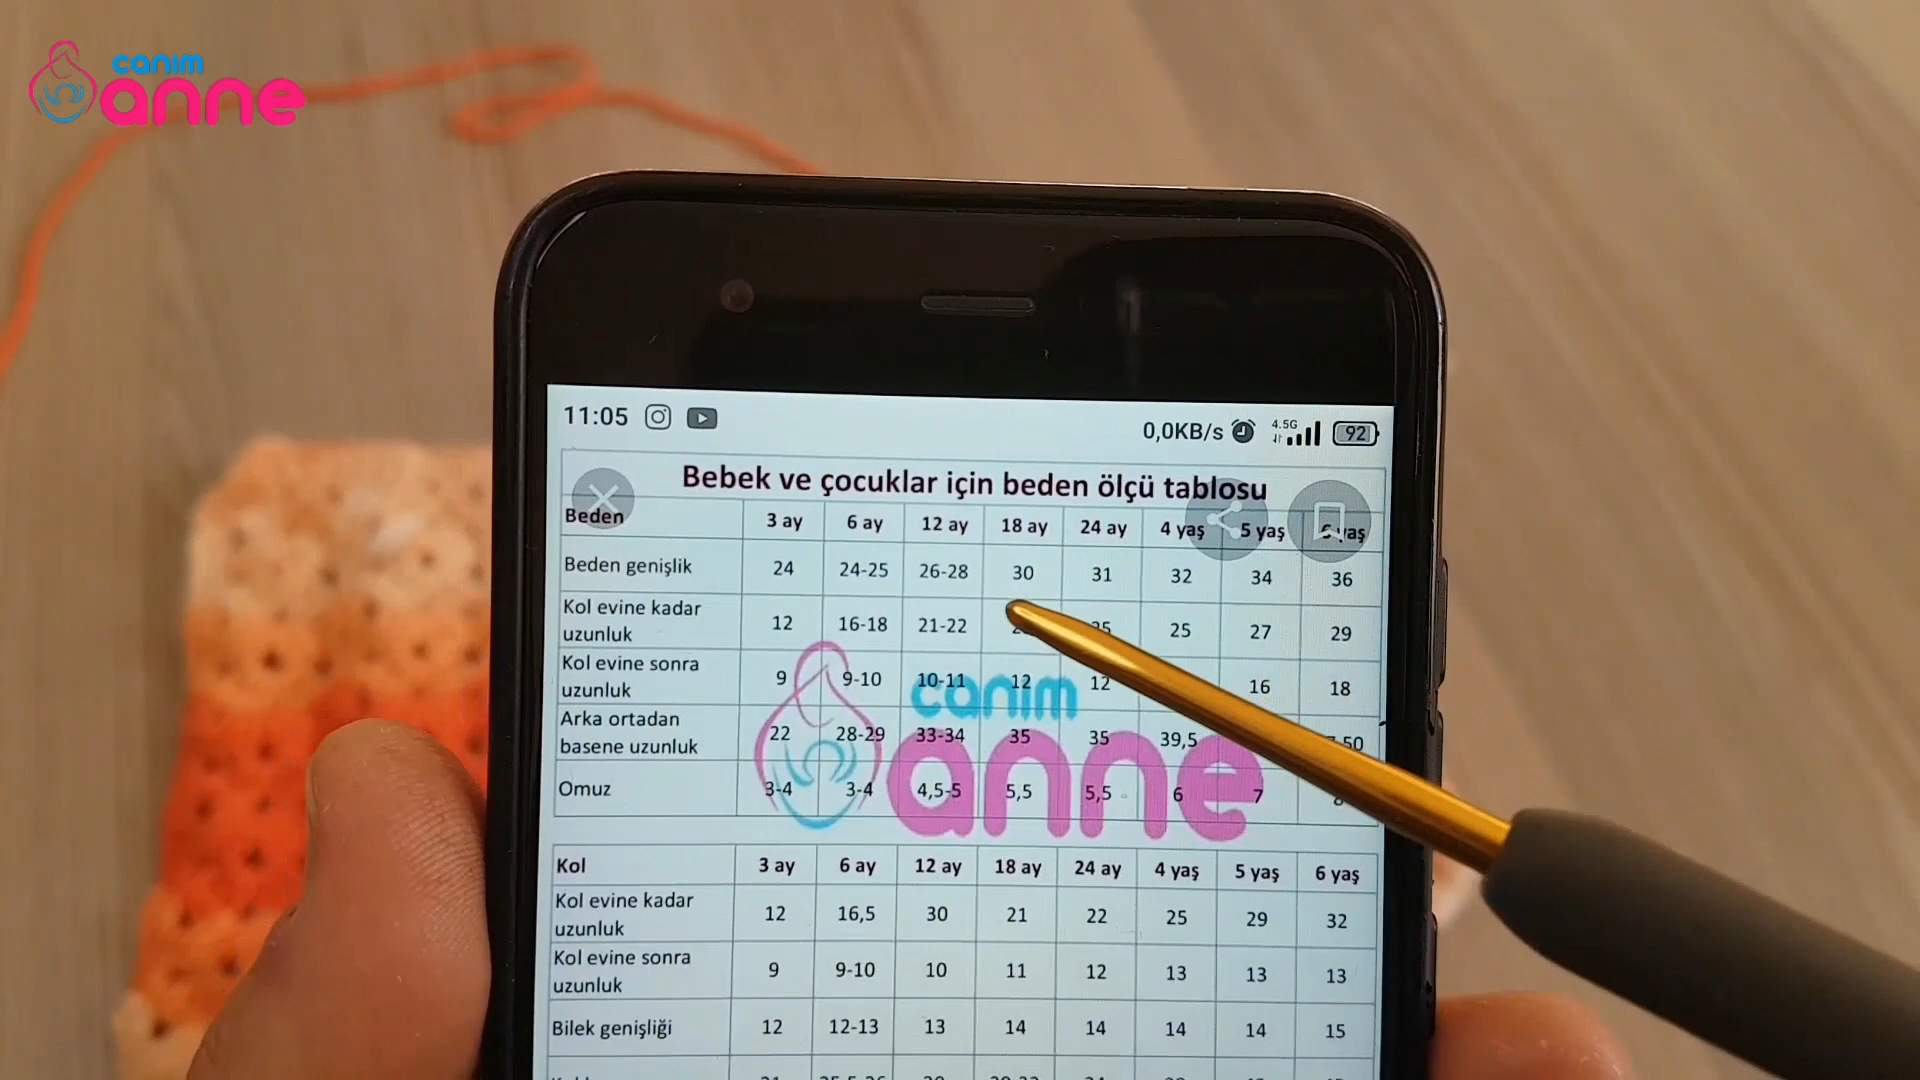 canım
anne
11:05 0,0KB/s 4.5G 92
Bebek ve çocuklar için beden ölçü tablosu
Beden 3 ay 6 ay 12 ay 18 ay 24 ay 4 yaş 5 yaş 6 yaş
Beden genişlik 24 24-25 26-28 30 31 32 34 36
Kol evine kadar
uzunluk 12 16-18 21-22 25 25 27 29
Kol evine sonra
uzunluk 9 9-10 10-11 12 12 16 18
Arka ortadan
basene uzunluk 22 28-29 33-34 35 35 39,5
Omuz 3-4 3-4 4,5-5 5,5 5,5 6 7
canım
anne
Kol 3 ay 6 ay 12 ay 18 ay 24 ay 4 yaş 5 yaş 6 yaş
Kol evine kadar
uzunluk 12 16,5 30 21 22 25 29 32
Kol evine sonra
uzunluk 9 9-10 10 11 12 13 13 13
Bilek genişliği 12 12-13 13 14 14 14 14 15